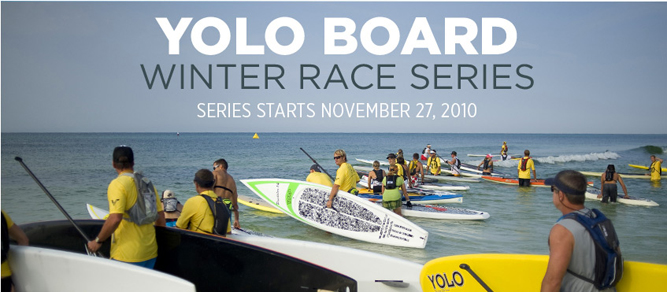 YOLO BOARD
WINTER RACE SERIES
SERIES STARTS NOVEMBER 27, 2010
YOLO